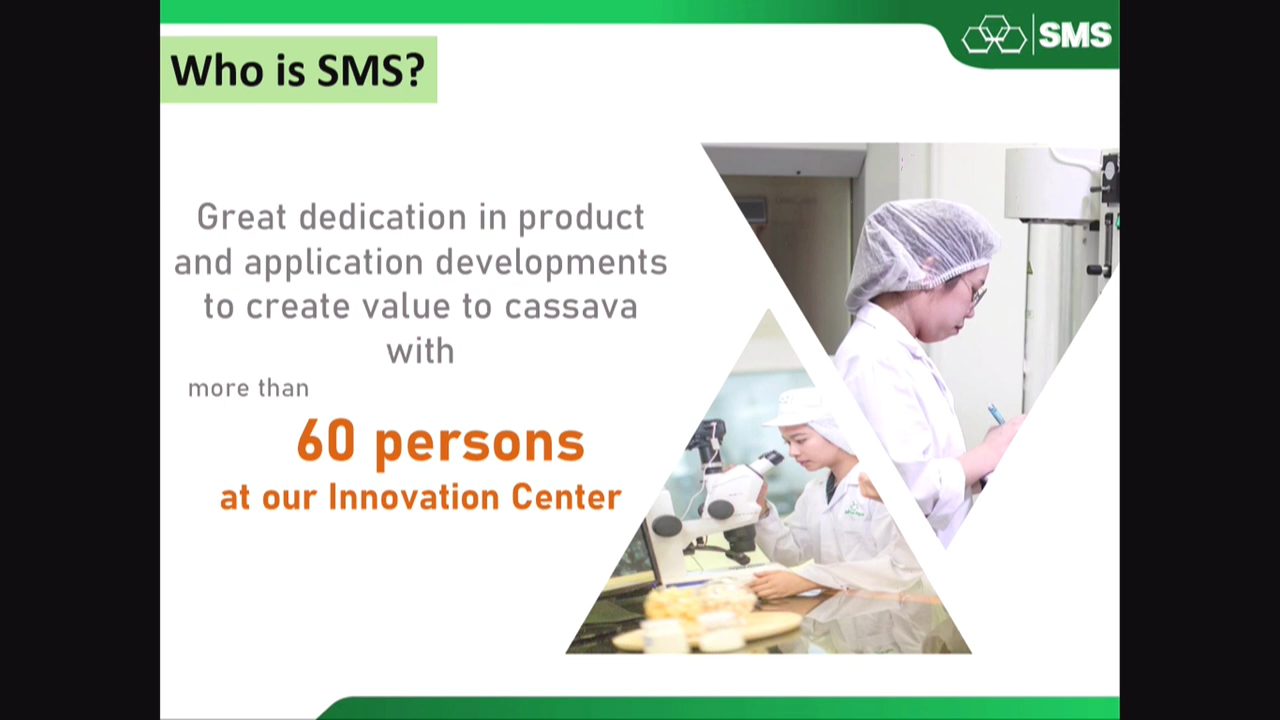 SMS
Who is SMS?
Great dedication in product
and application developments
to create value to cassava
with
more than
60 persons
at our Innovation Center